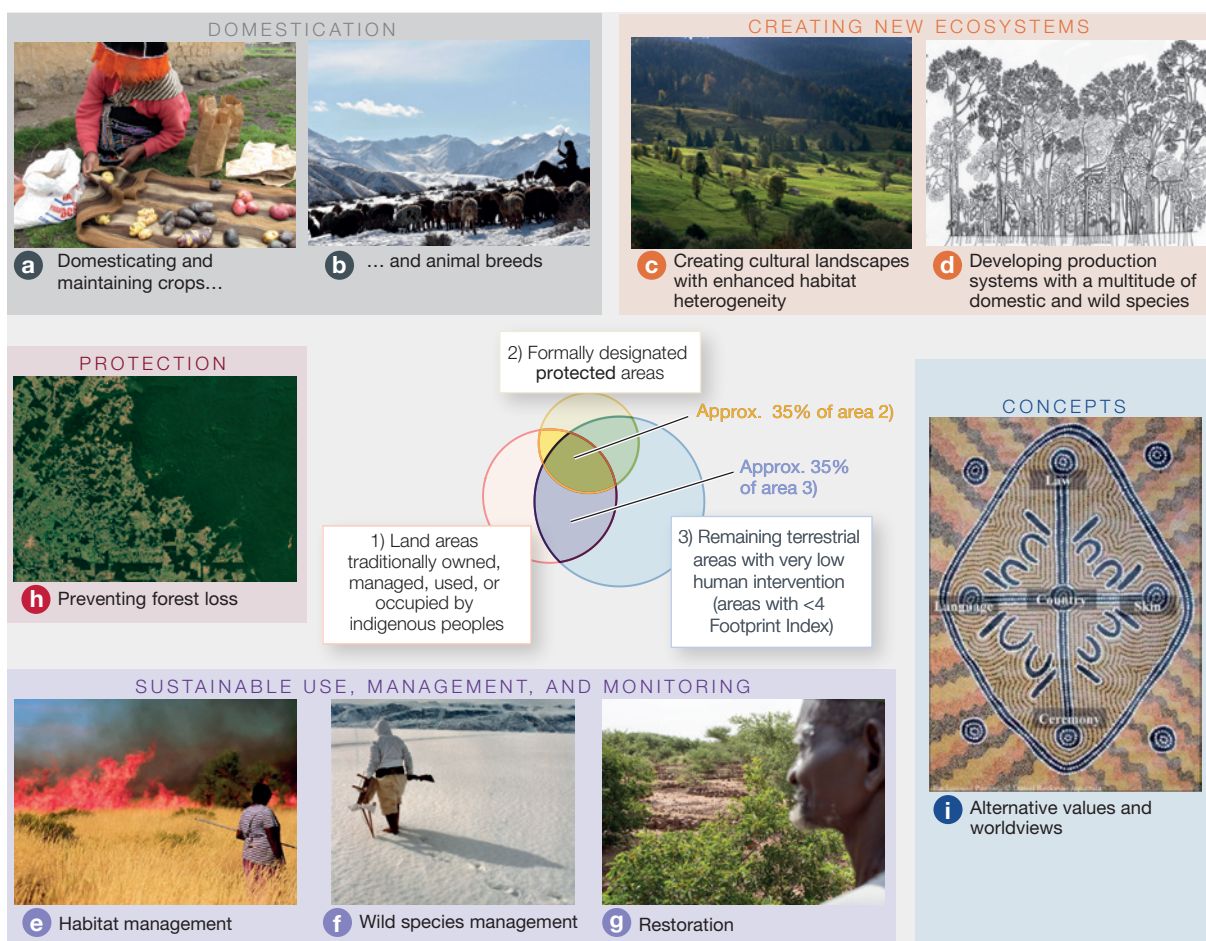 DOMESTICATION
a Domesticating and
maintaining crops…
b … and animal breeds
CREATING NEW ECOSYSTEMS
c Creating cultural landscapes
with enhanced habitat
heterogeneity
d Developing production
systems with a multitude of
domestic and wild species
PROTECTION
h Preventing forest loss
2) Formally designated
protected areas
Approx. 35% of area 2)
Approx. 35%
of area 3)
1) Land areas
traditionally owned,
managed, used, or
occupied by
indigenous peoples
3) Remaining terrestrial
areas with very low
human intervention
(areas with <4
Footprint Index)
CONCEPTS
Law
Language
Country
Skin
Ceremony
i Alternative values and
worldviews
SUSTAINABLE USE, MANAGEMENT, AND MONITORING
e Habitat management
f Wild species management
g Restoration